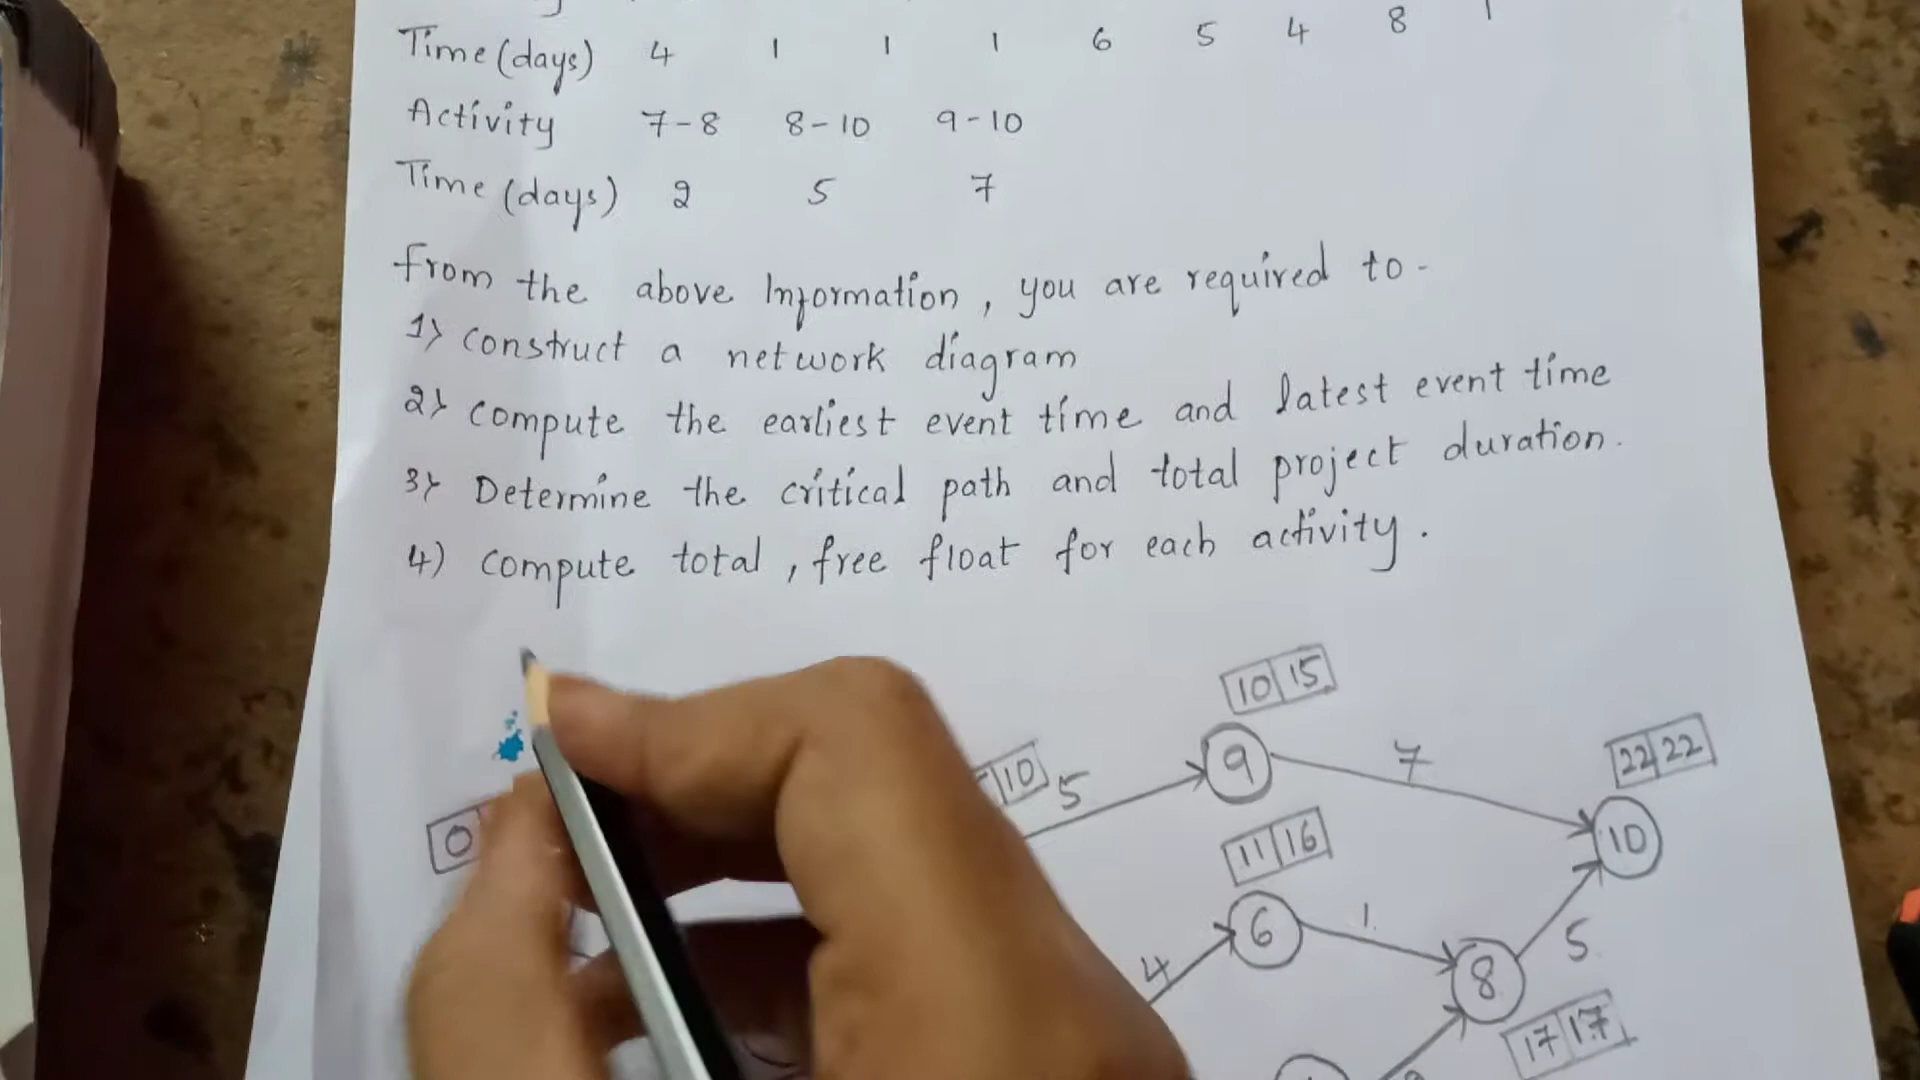 Time (days) 4 1 1 1 6 5 4 8 1
Activity 7-8 8-10 9-10
Time (days) 2 5 7
From the above Information, you are required to -
1) construct a network diagram
2) compute the earliest event time and latest event time
3) Determine the critical path and total project duration.
4) compute total, free float for each activity.
10 15
9
7
22 22
10
10
5
0
11 16
6
1
4
8
5
17 17